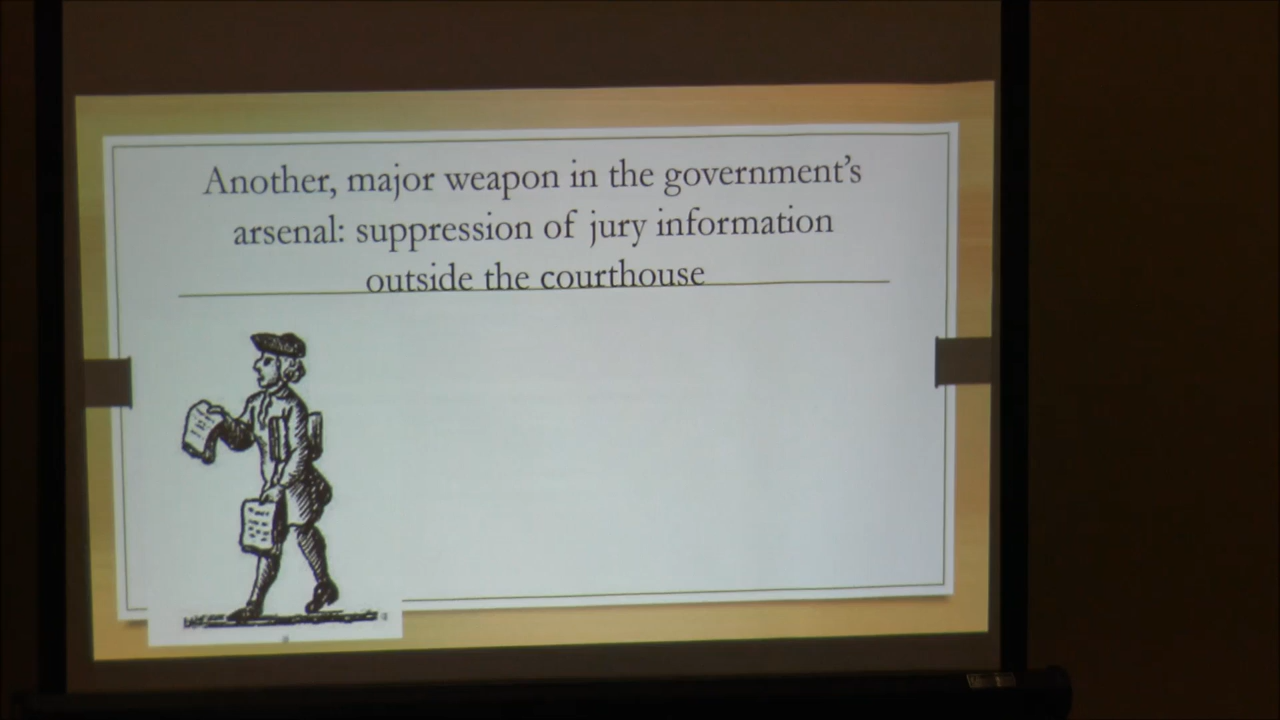 Another, major weapon in the government’s
arsenal: suppression of jury information
outside the courthouse